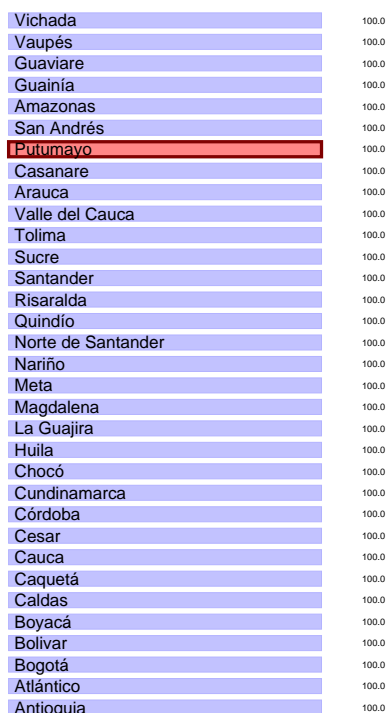 Vichada 100.0
Vaupés 100.0
Guaviare 100.0
Guainía 100.0
Amazonas 100.0
San Andrés 100.0
Putumayo 100.0
Casanare 100.0
Arauca 100.0
Valle del Cauca 100.0
Tolima 100.0
Sucre 100.0
Santander 100.0
Risaralda 100.0
Quindío 100.0
Norte de Santander 100.0
Nariño 100.0
Meta 100.0
Magdalena 100.0
La Guajira 100.0
Huila 100.0
Chocó 100.0
Cundinamarca 100.0
Córdoba 100.0
Cesar 100.0
Cauca 100.0
Caquetá 100.0
Caldas 100.0
Boyacá 100.0
Bolivar 100.0
Bogotá 100.0
Atlántico 100.0
Antioquia 100.0